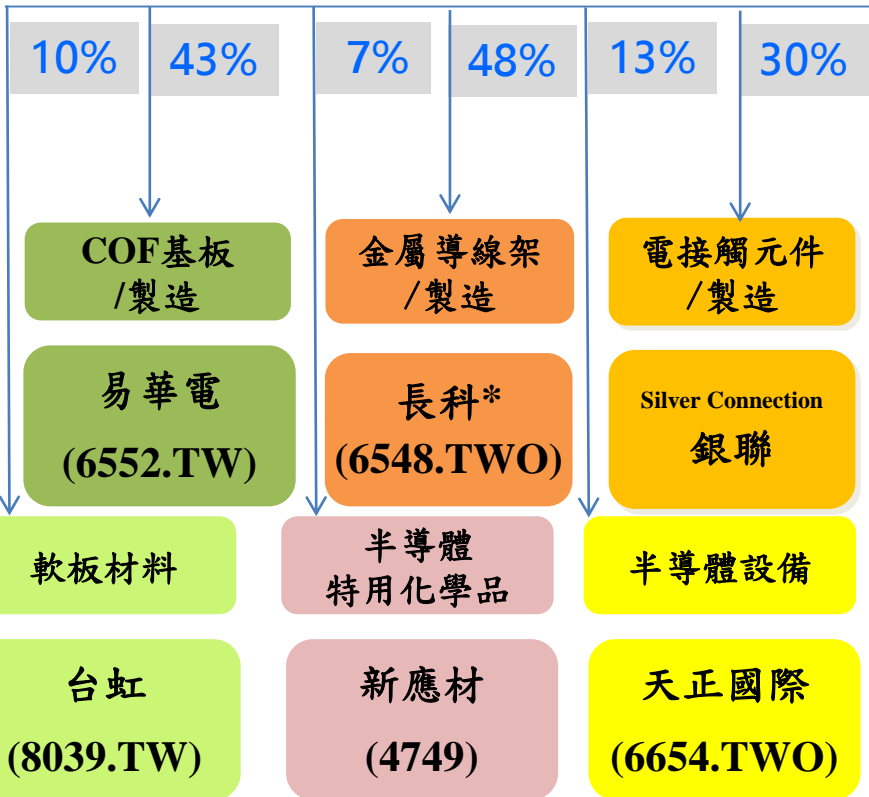 10%
43%
7%
48%
13%
30%
COF基板
/製造
金屬導線架
/製造
電接觸元件
/製造
易華電
(6552.TW)
長科*
(6548.TWO)
Silver Connection
銀聯
軟板材料
半導體
特用化學品
半導體設備
台虹
(8039.TW)
新應材
(4749)
天正國際
(6654.TWO)